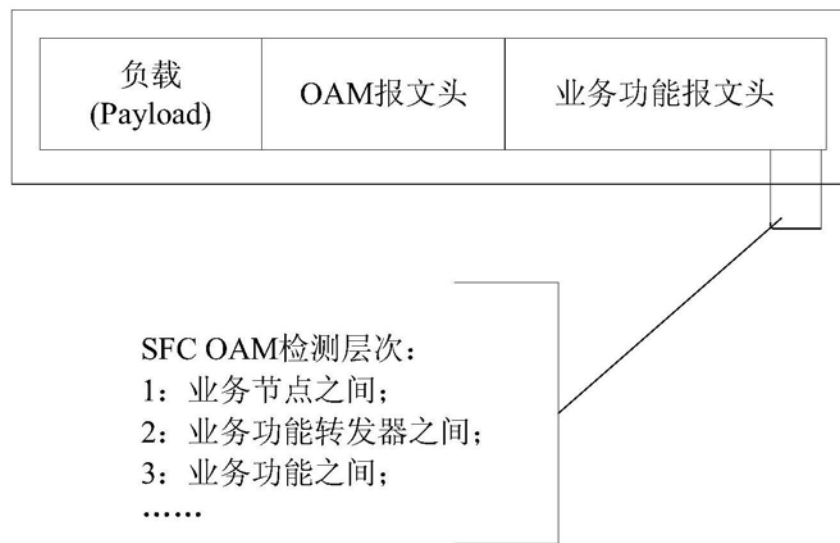 负载
(Payload)
OAM报文头
业务功能报文头
SFC OAM检测层次：
1：业务节点之间；
2：业务功能转发器之间；
3：业务功能之间；
……